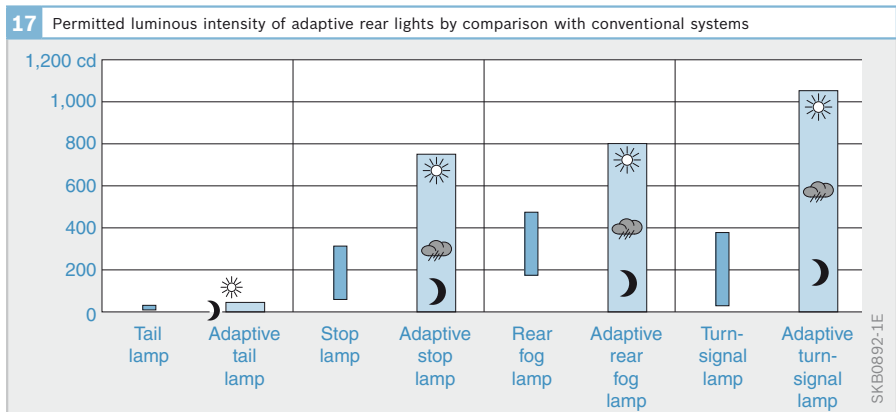 17 Permitted luminous intensity of adaptive rear lights by comparison with conventional systems
1,200 cd
1,000
800
600
400
200
0
Tail
lamp
Adaptive
tail
lamp
Stop
lamp
Adaptive
stop
lamp
Rear
fog
lamp
Adaptive
rear
fog
lamp
Turn-
signal
lamp
Adaptive
turn-
signal
lamp
SKB0892-1E